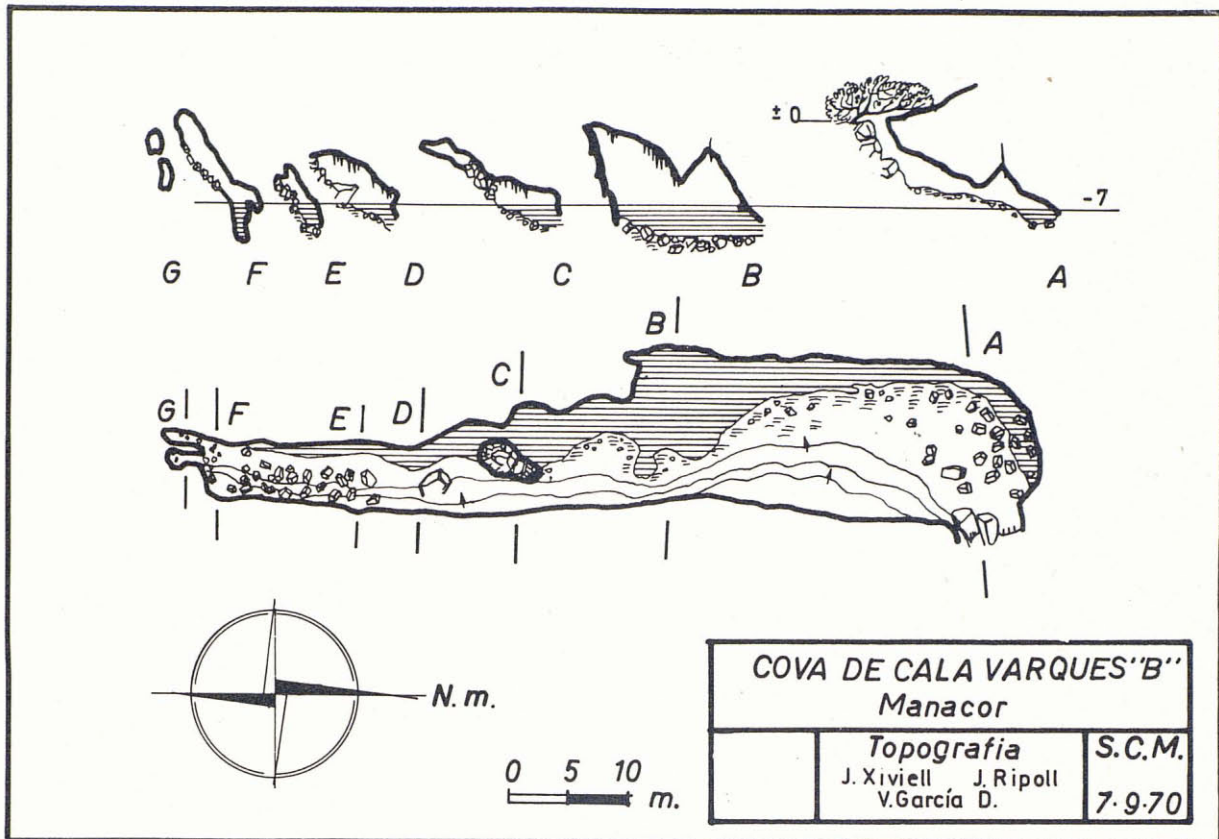 ± 0
-7
G F E D C B A
B
A
C
G F E D
N.m.
0 5 10
m.
COVA DE CALA VARQUES "B"
Manacor
Topografia
J. Xiviell J. Ripoll
V. García D.
S.C.M.
7·9·70